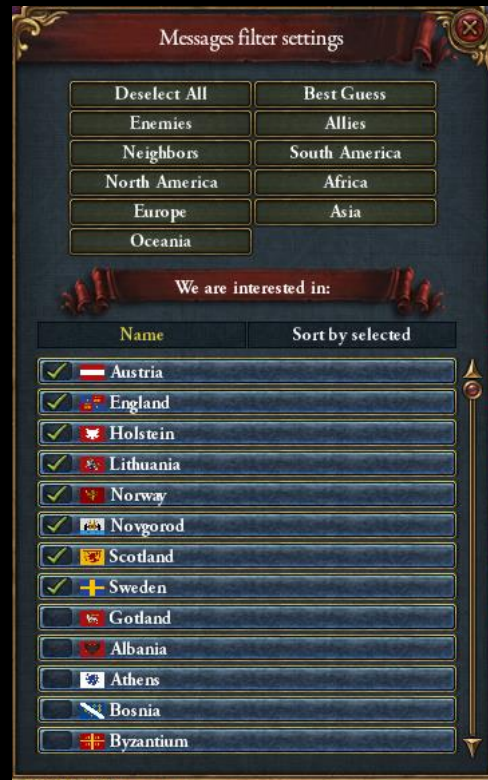 Messages filter settings
Deselect All Best Guess
Enemies Allies
Neighbors South America
North America Africa
Europe Asia
Oceania
We are interested in:
Name Sort by selected
Austria
England
Holstein
Lithuania
Norway
Novgorod
Scotland
Sweden
Gotland
Albania
Athens
Bosnia
Byzantium